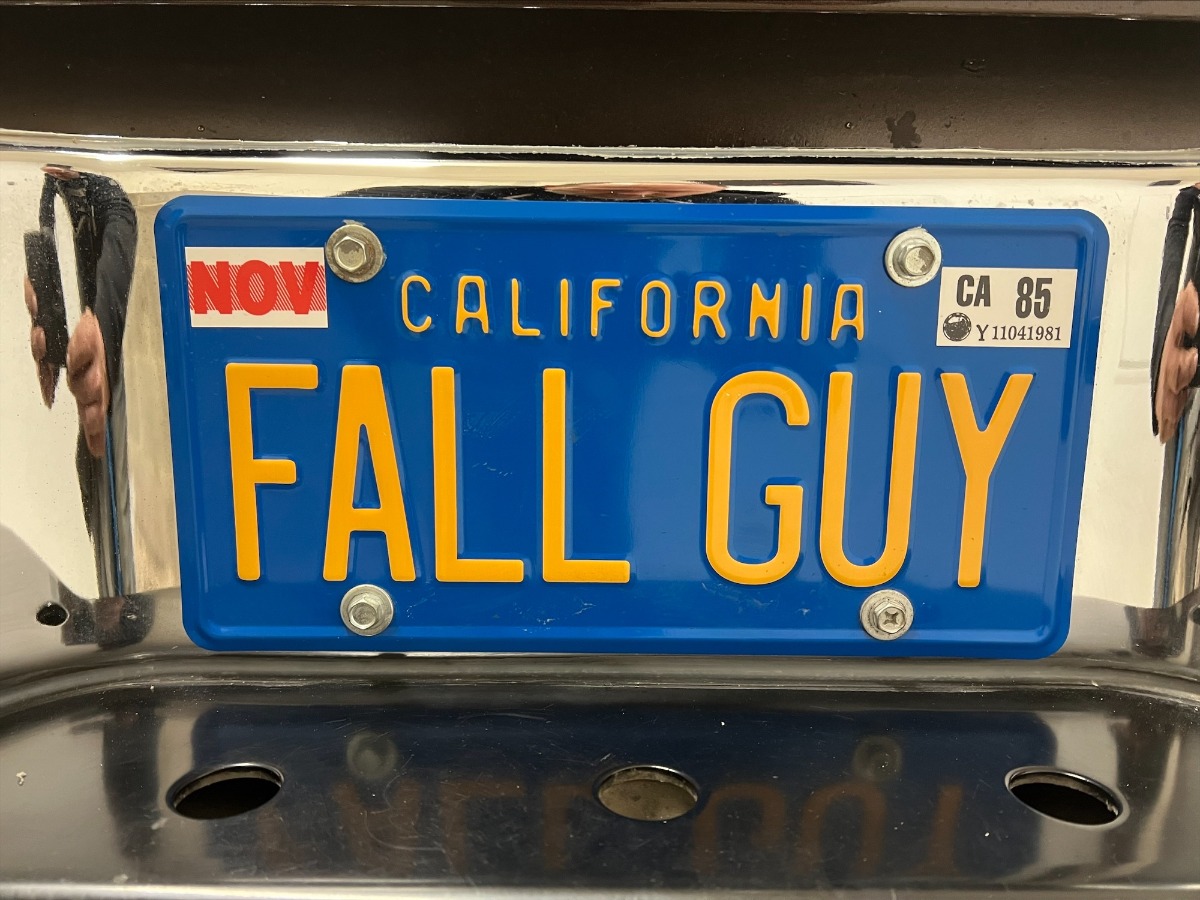 NOV
CALIFORNIA
CA 85
Y 11041981
FALL GUY